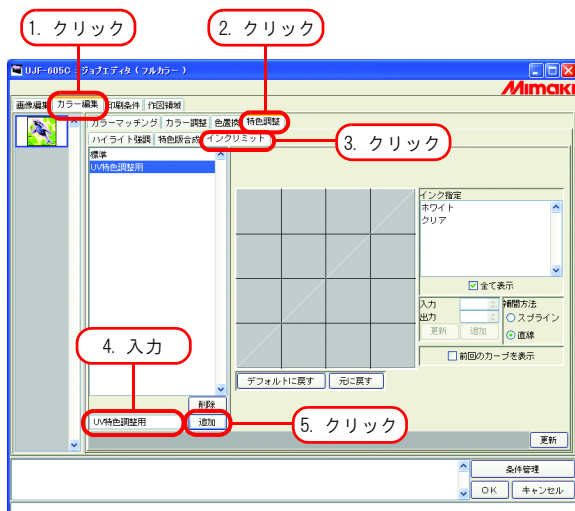 1. クリック
2. クリック
UJF-605C : ジョブエディタ ( フルカラー )
Mimaki
画像編集 カラー編集 印刷条件 作図領域
カラーマッチング カラー調整 色置換 特色調整
ハイライト強調 特色版合成 インクリミット
3. クリック
標準
UV特色調整用
インク指定
ホワイト
クリア
全て表示
入力
出力
更新 追加
補間方法
スプライン
直線
前回のカーブを表示
4. 入力
デフォルトに戻す 元に戻す
削除
UV特色調整用 追加
5. クリック
更新
条件管理
OK キャンセル